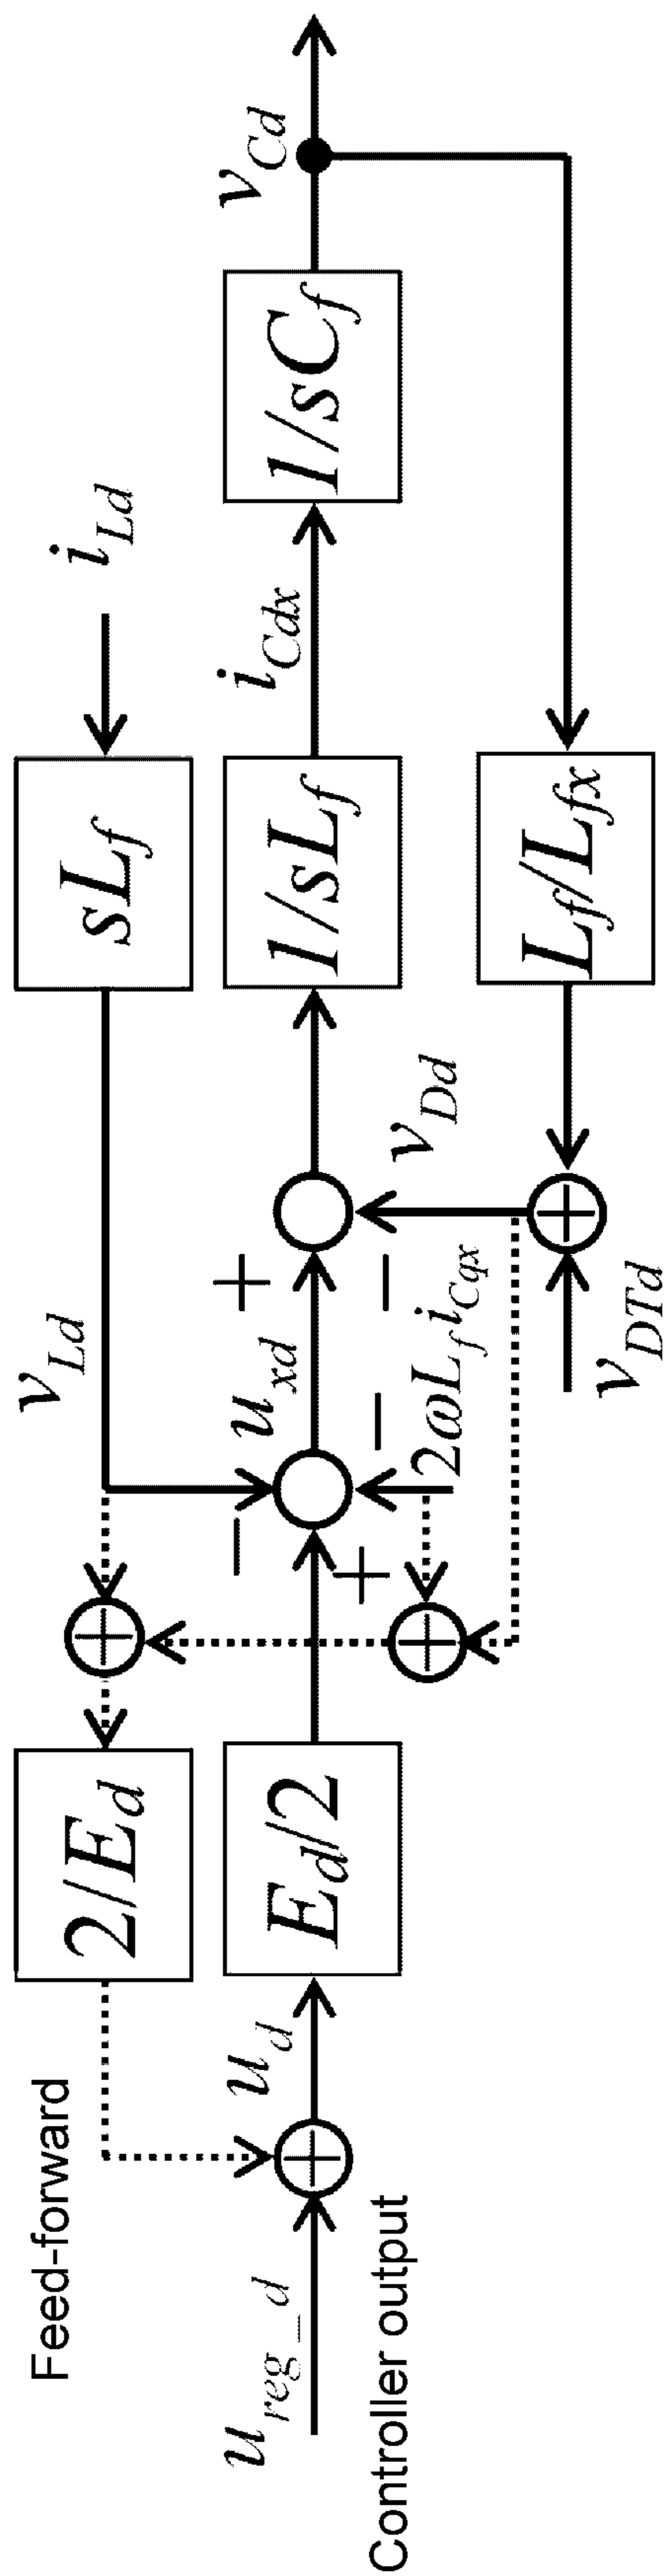 Feed-forward
2/E_d
v_Ld
sL_f
i_Ld
u_reg_d
Controller output
u_d
E_d/2
+
−
−
u_xd
+
−
1/sL_f
i_Cdx
1/sC_f
v_Cd
2ωL_f i_Cqx
v_Dd
v_DTd
L_f/L_fx